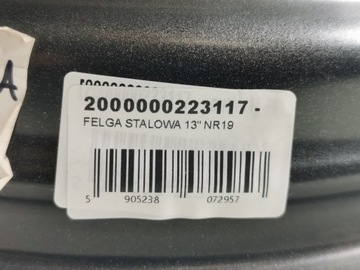 A
2000000223117 -
FELGA STALOWA 13" NR19
5 905238 072957